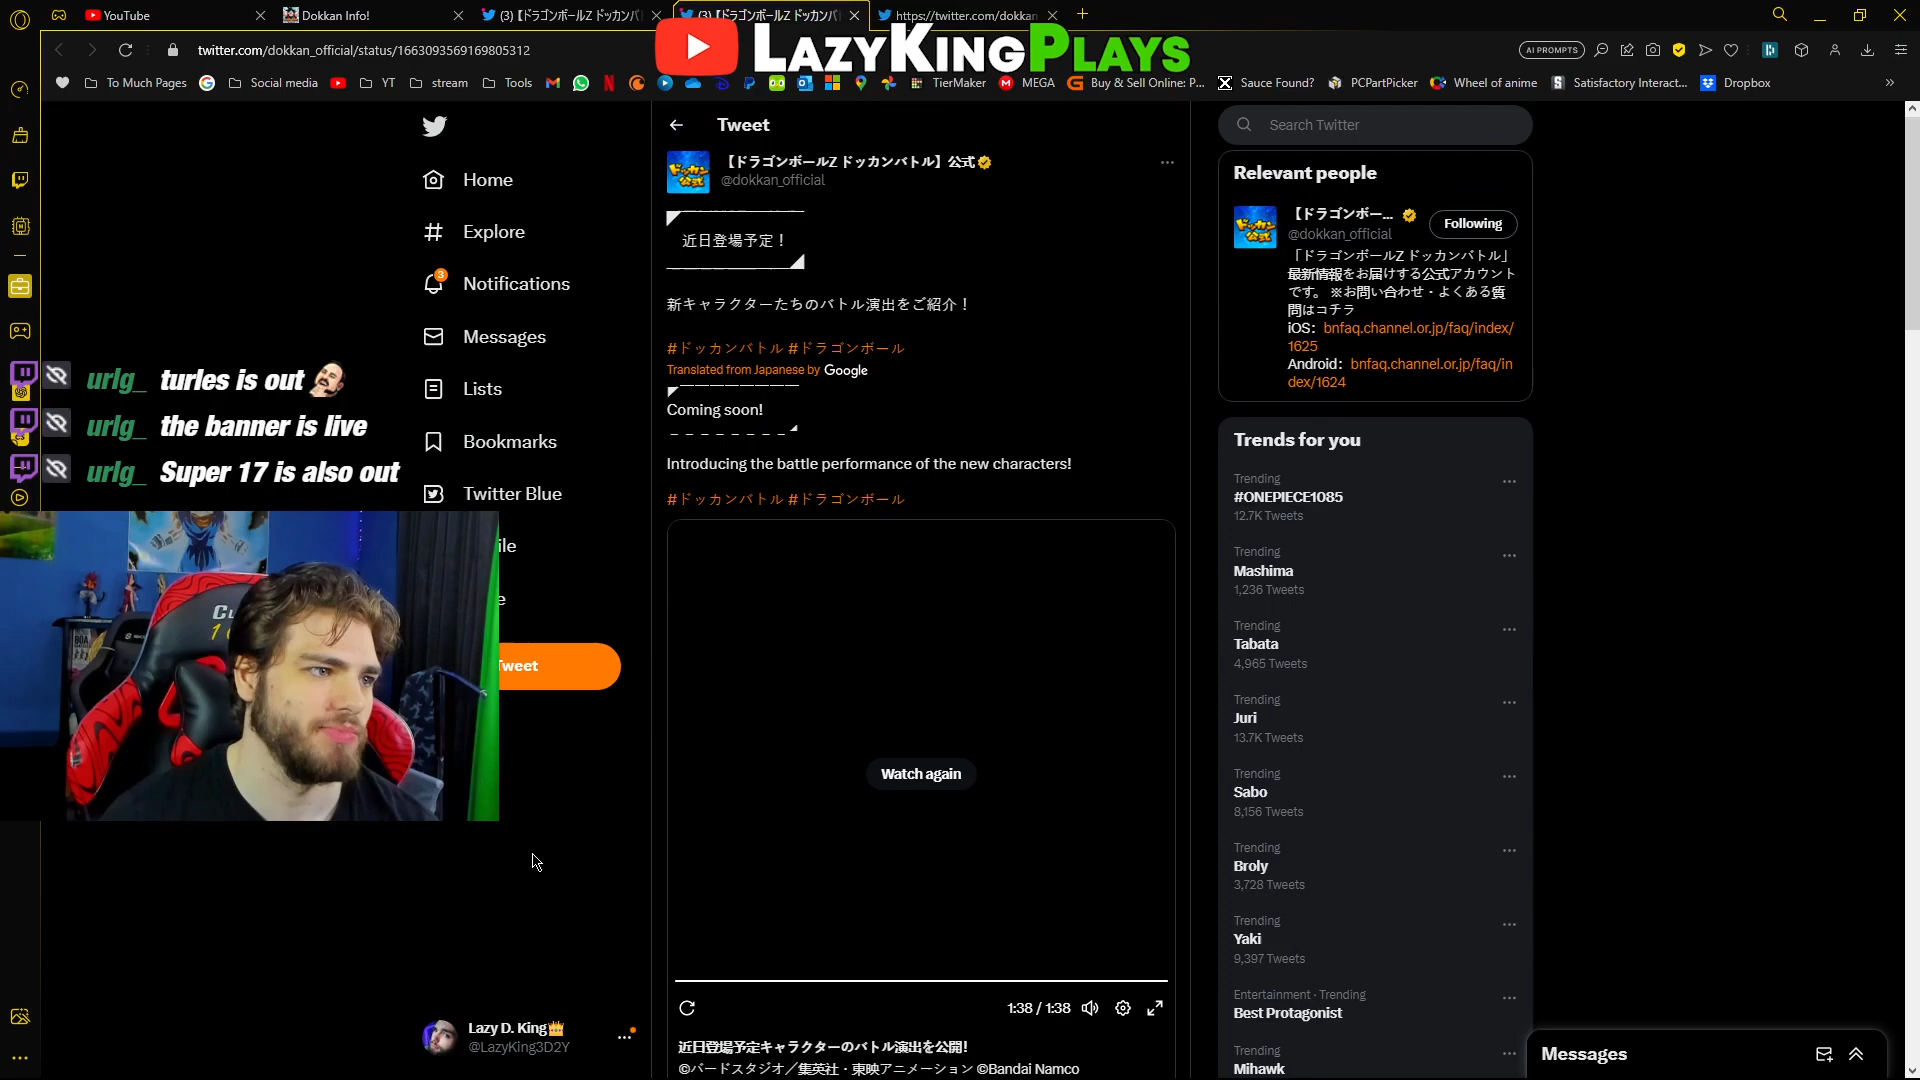 YouTube
Dokkan Info!
(3)【ドラゴンボールZ ドッカンバ
(3)【ドラゴンボールZ ドッカンバ
https://twitter.com/dokkan
twitter.com/dokkan_official/status/1663093569169805312
LAZYKINGPLAYS
AI PROMPTS
To Much Pages
Social media
YT
stream
Tools
TierMaker
MEGA
Buy & Sell Online: P...
Sauce Found?
PCPartPicker
Wheel of anime
Satisfactory Interact...
Dropbox
Home
Explore
3
Notifications
Messages
Lists
Bookmarks
Twitter Blue
ile
e
Tweet
Lazy D. King
@LazyKing3D2Y
urlg_ turles is out
urlg_ the banner is live
urlg_ Super 17 is also out
Tweet
【ドラゴンボールZ ドッカンバトル】公式
@dokkan_official
近日登場予定！
新キャラクターたちのバトル演出をご紹介！
#ドッカンバトル #ドラゴンボール
Translated from Japanese by Google
Coming soon!
Introducing the battle performance of the new characters!
#ドッカンバトル #ドラゴンボール
Watch again
1:38 / 1:38
近日登場予定キャラクターのバトル演出を公開！
©バードスタジオ／集英社・東映アニメーション ©Bandai Namco
Search Twitter
Relevant people
【ドラゴンボー...
@dokkan_official
Following
「ドラゴンボールZ ドッカンバトル」
最新情報をお届けする公式アカウント
です。 ※お問い合わせ・よくある質
問はコチラ
iOS： bnfaq.channel.or.jp/faq/index/
1625
Android： bnfaq.channel.or.jp/faq/in
dex/1624
Trends for you
Trending
#ONEPIECE1085
12.7K Tweets
Trending
Mashima
1,236 Tweets
Trending
Tabata
4,965 Tweets
Trending
Juri
13.7K Tweets
Trending
Sabo
8,156 Tweets
Trending
Broly
3,728 Tweets
Trending
Yaki
9,397 Tweets
Entertainment · Trending
Best Protagonist
Trending
Mihawk
Messages